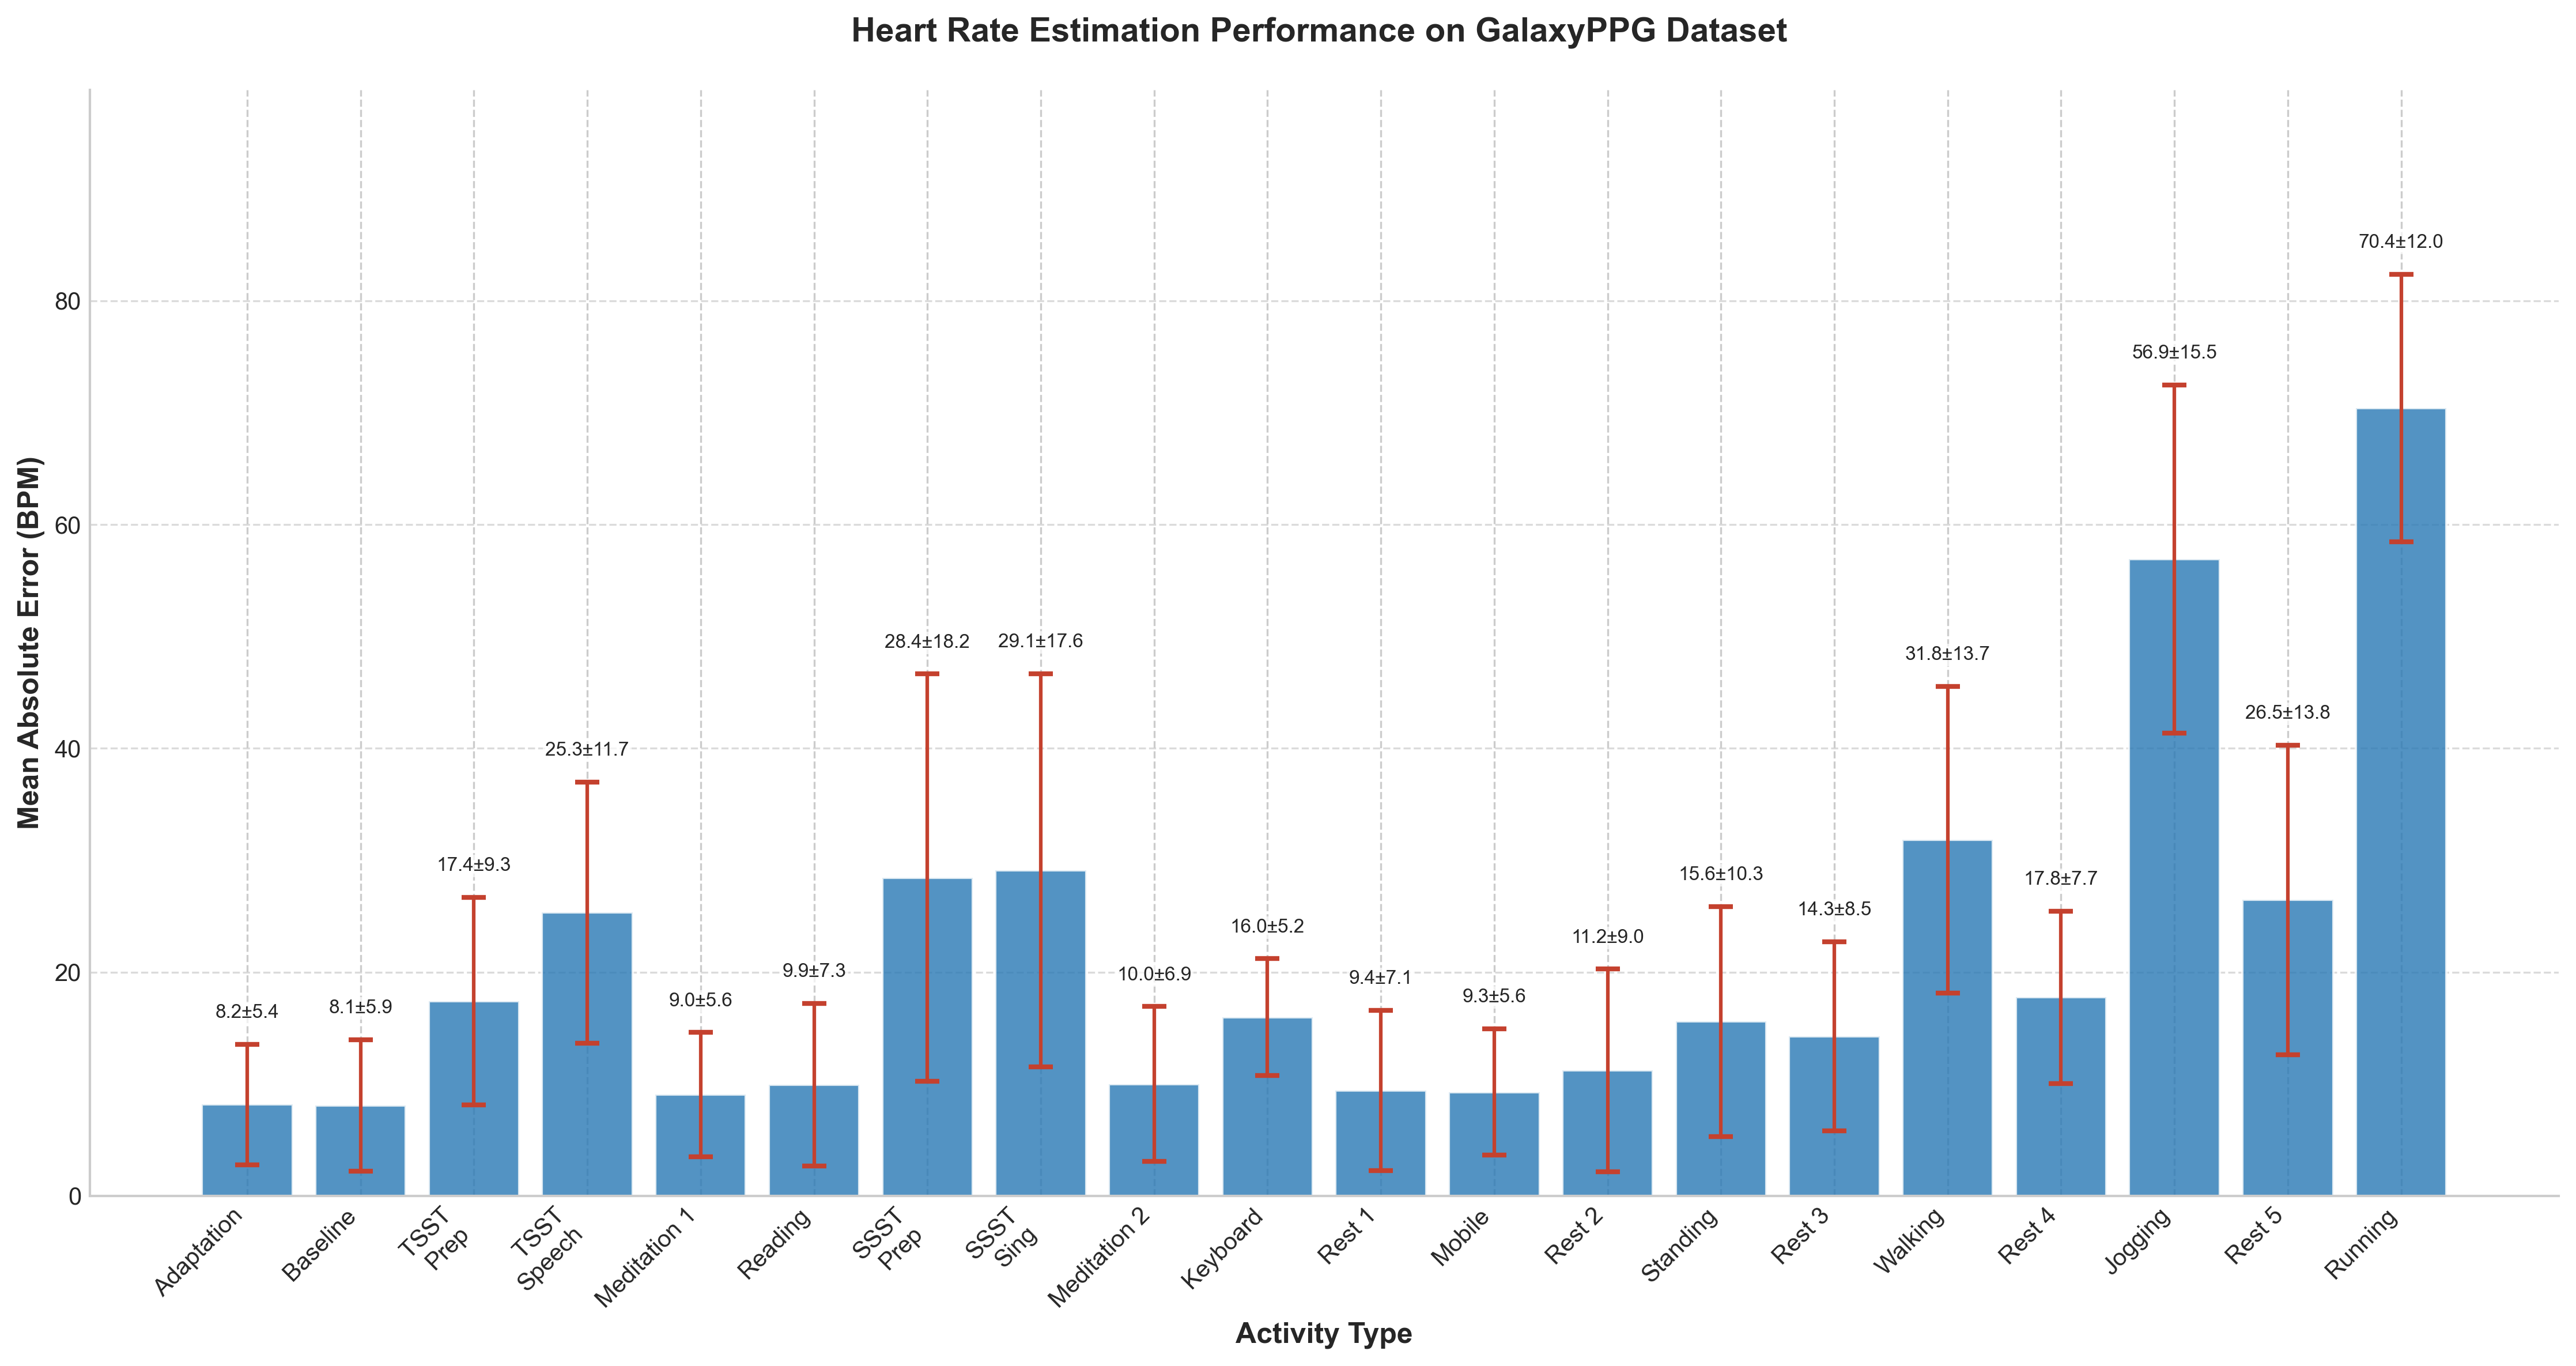 Heart Rate Estimation Performance on GalaxyPPG Dataset
Mean Absolute Error (BPM)
80
60
40
20
0
8.2±5.4
8.1±5.9
17.4±9.3
25.3±11.7
9.0±5.6
9.9±7.3
28.4±18.2
29.1±17.6
10.0±6.9
16.0±5.2
9.4±7.1
9.3±5.6
11.2±9.0
15.6±10.3
14.3±8.5
31.8±13.7
17.8±7.7
56.9±15.5
26.5±13.8
70.4±12.0
Adaptation
Baseline
TSST
Prep
TSST
Speech
Meditation 1
Reading
SSST
Prep
SSST
Sing
Meditation 2
Keyboard
Rest 1
Mobile
Rest 2
Standing
Rest 3
Walking
Rest 4
Jogging
Rest 5
Running
Activity Type